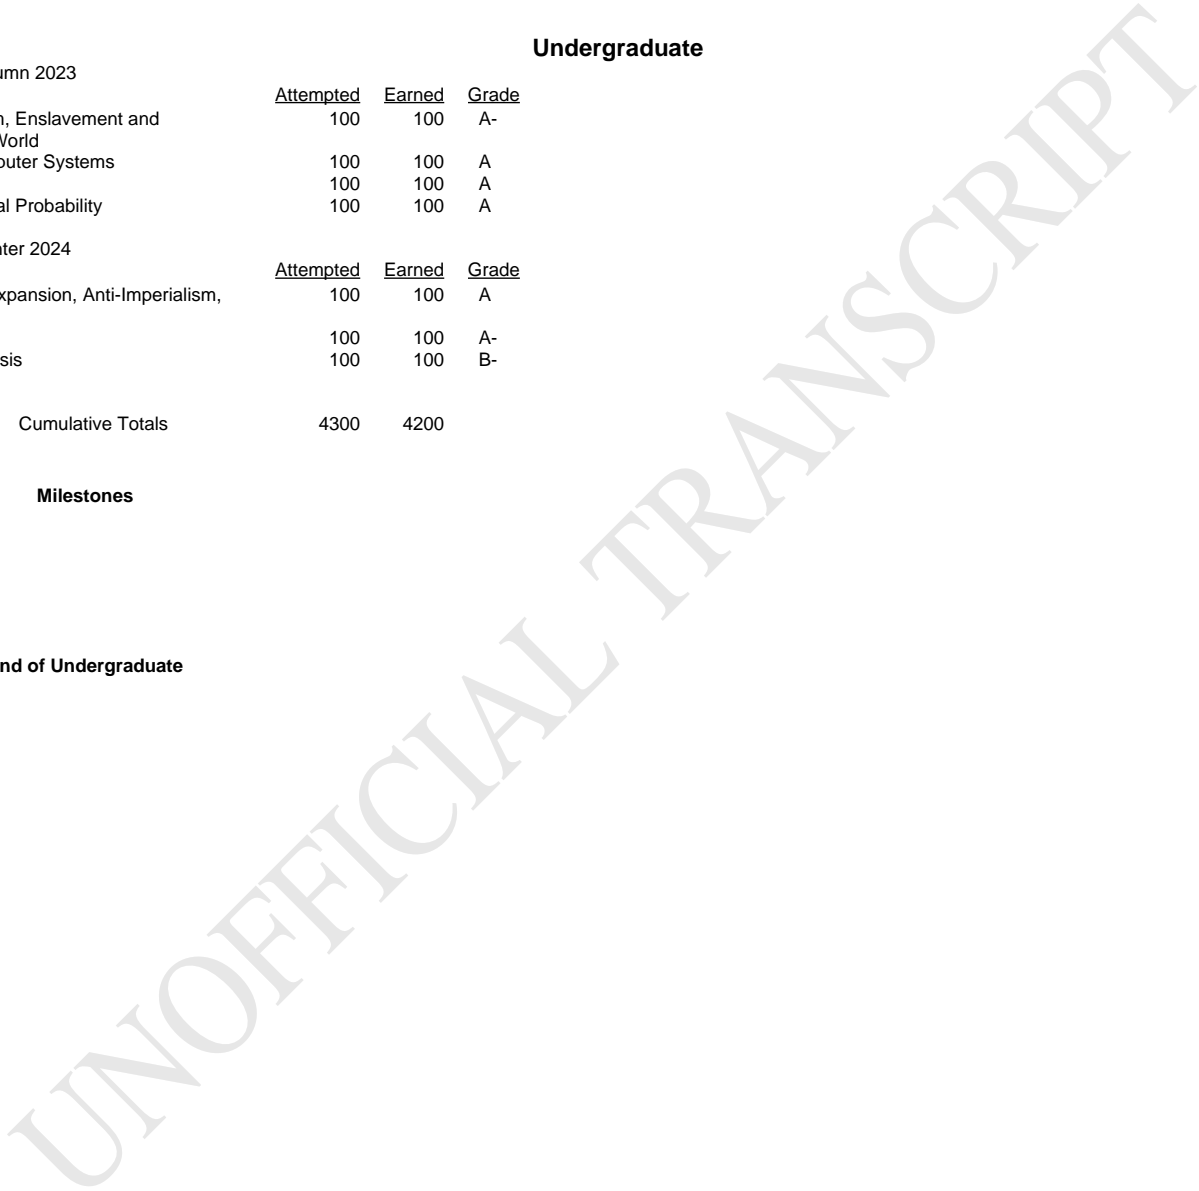 Undergraduate
umn 2023
Attempted Earned Grade
n, Enslavement and 100 100 A-
World
outer Systems 100 100 A
100 100 A
al Probability 100 100 A
nter 2024
Attempted Earned Grade
xpansion, Anti-Imperialism, 100 100 A
100 100 A-
sis 100 100 B-
Cumulative Totals 4300 4200
Milestones
nd of Undergraduate
UNOFFICIAL TRANSCRIPT